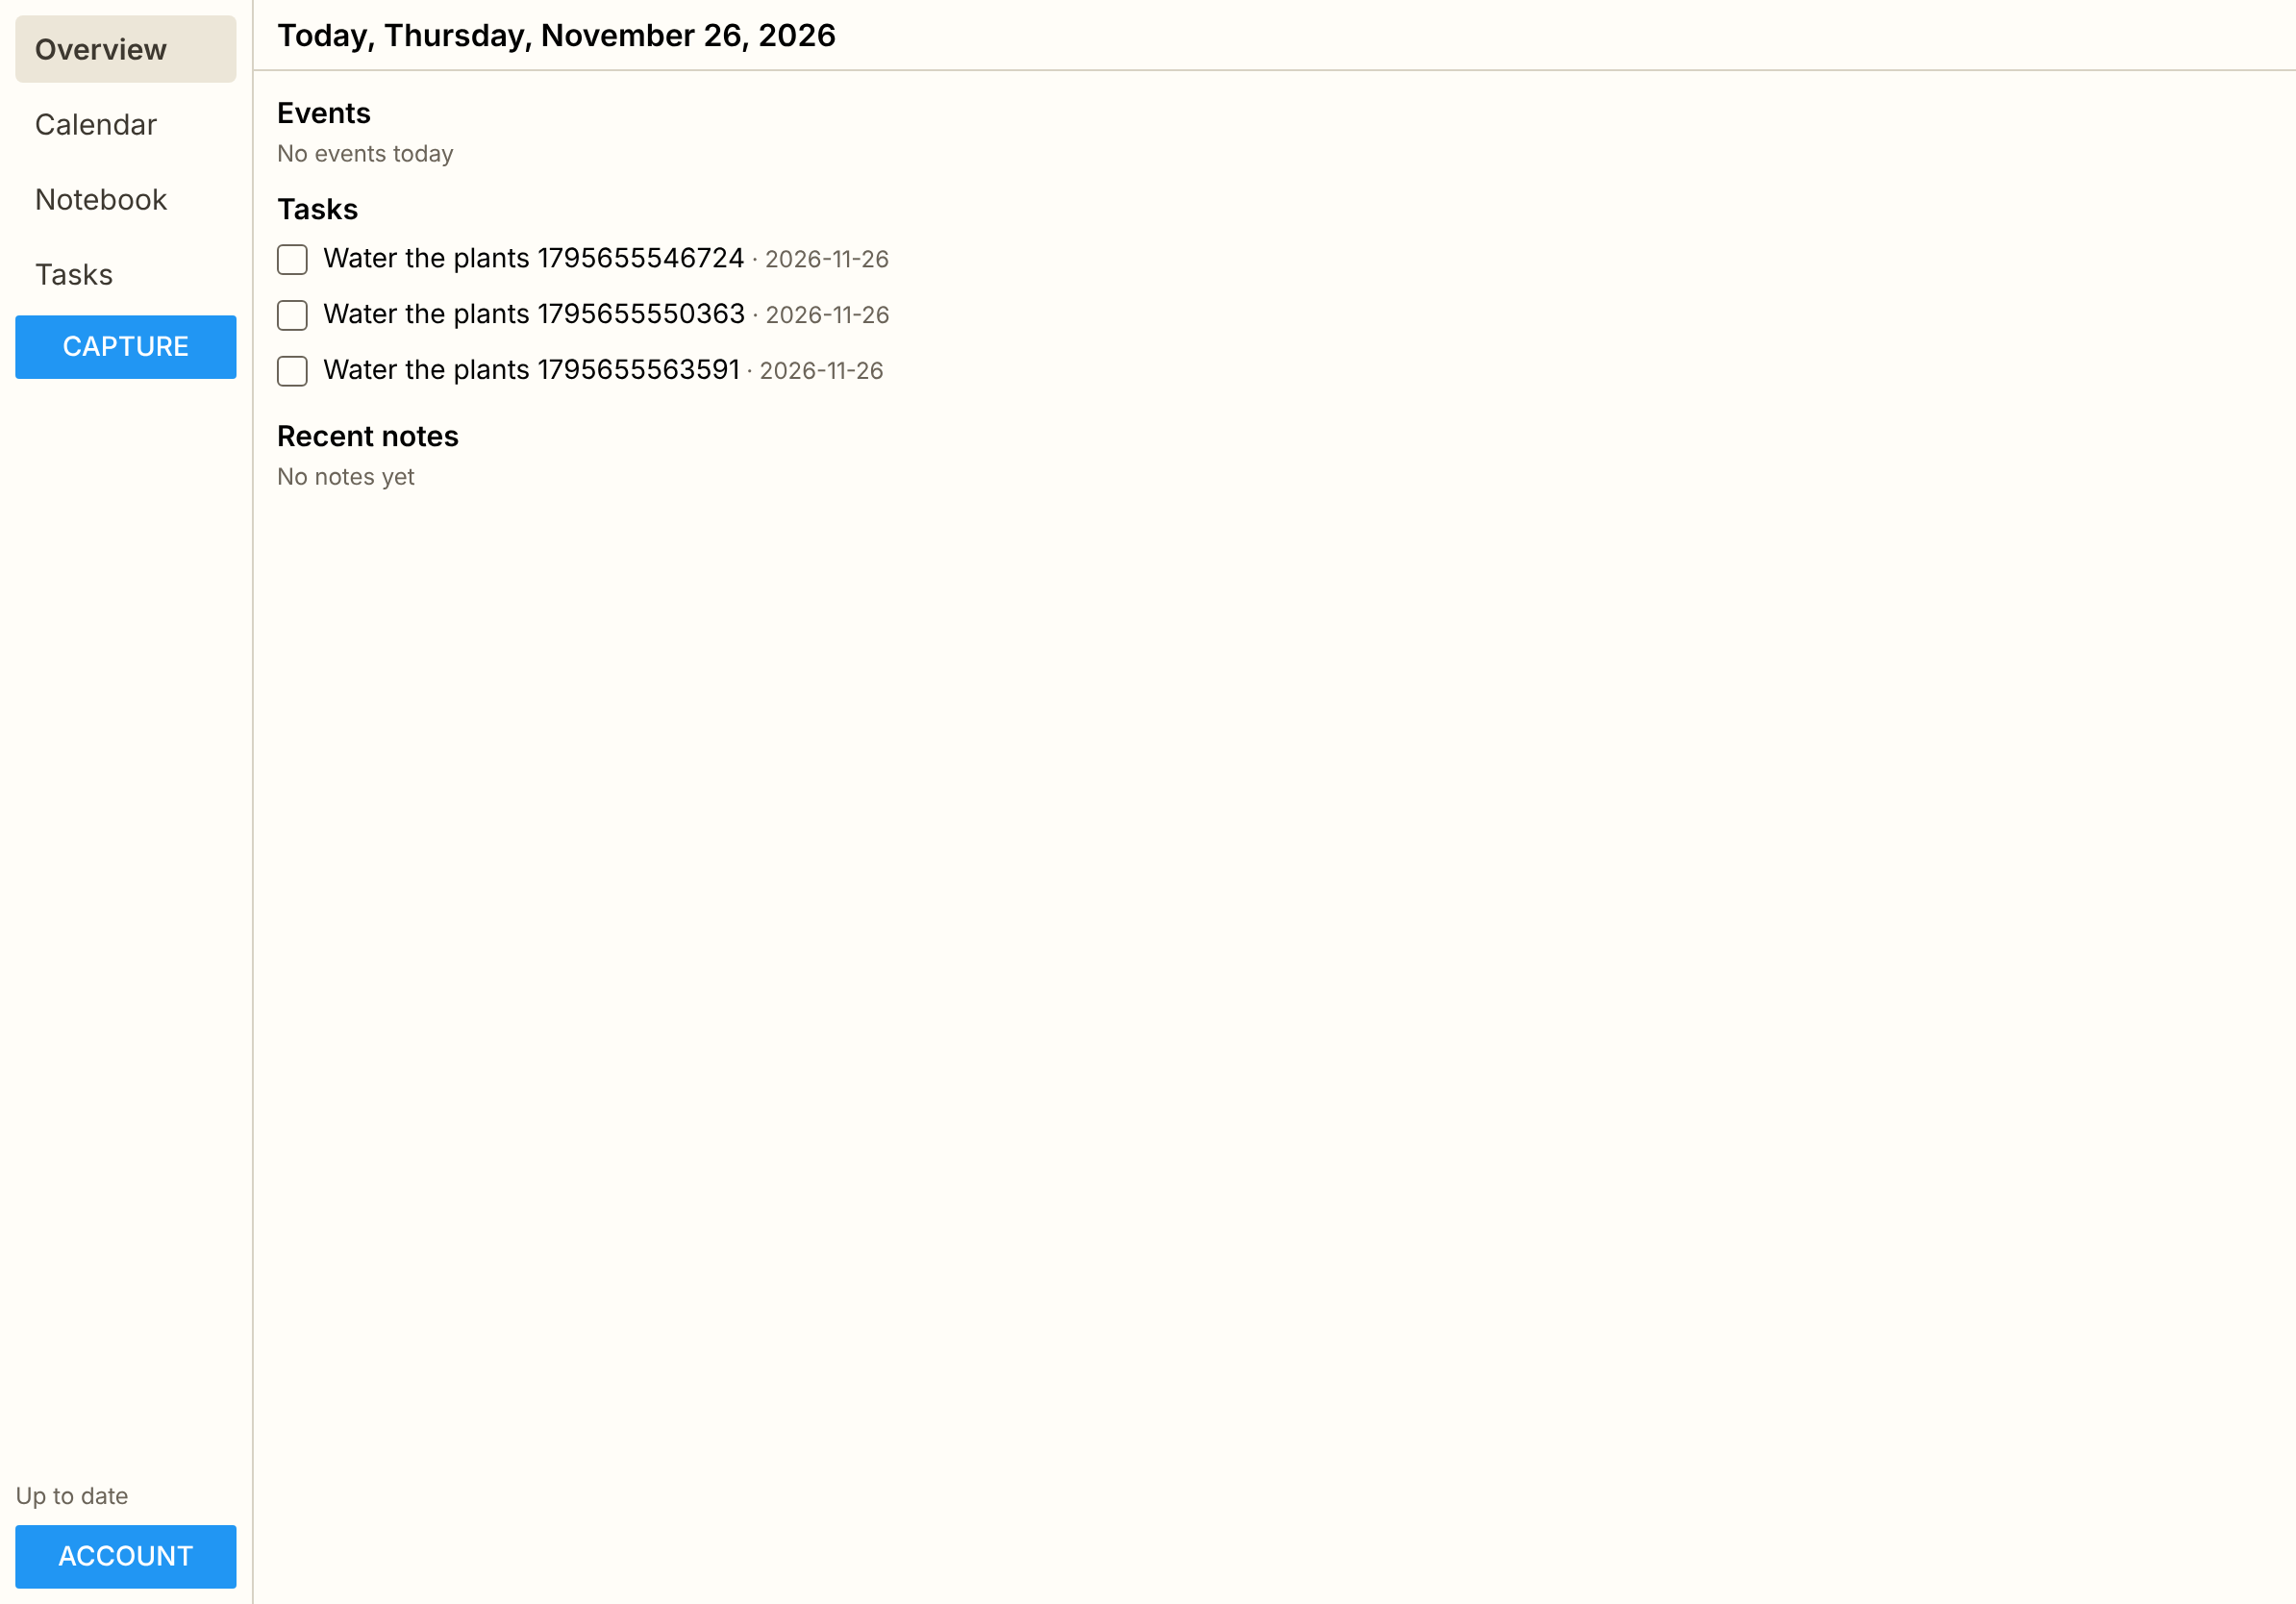 Overview
Calendar
Notebook
Tasks
CAPTURE
Up to date
ACCOUNT
Today, Thursday, November 26, 2026
Events
No events today
Tasks
Water the plants 1795655546724 · 2026-11-26
Water the plants 1795655550363 · 2026-11-26
Water the plants 1795655563591 · 2026-11-26
Recent notes
No notes yet